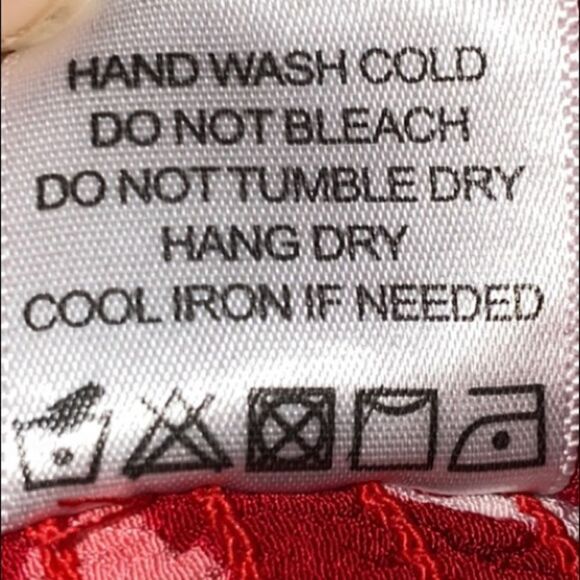 HAND WASH COLD
DO NOT BLEACH
DO NOT TUMBLE DRY
HANG DRY
COOL IRON IF NEEDED